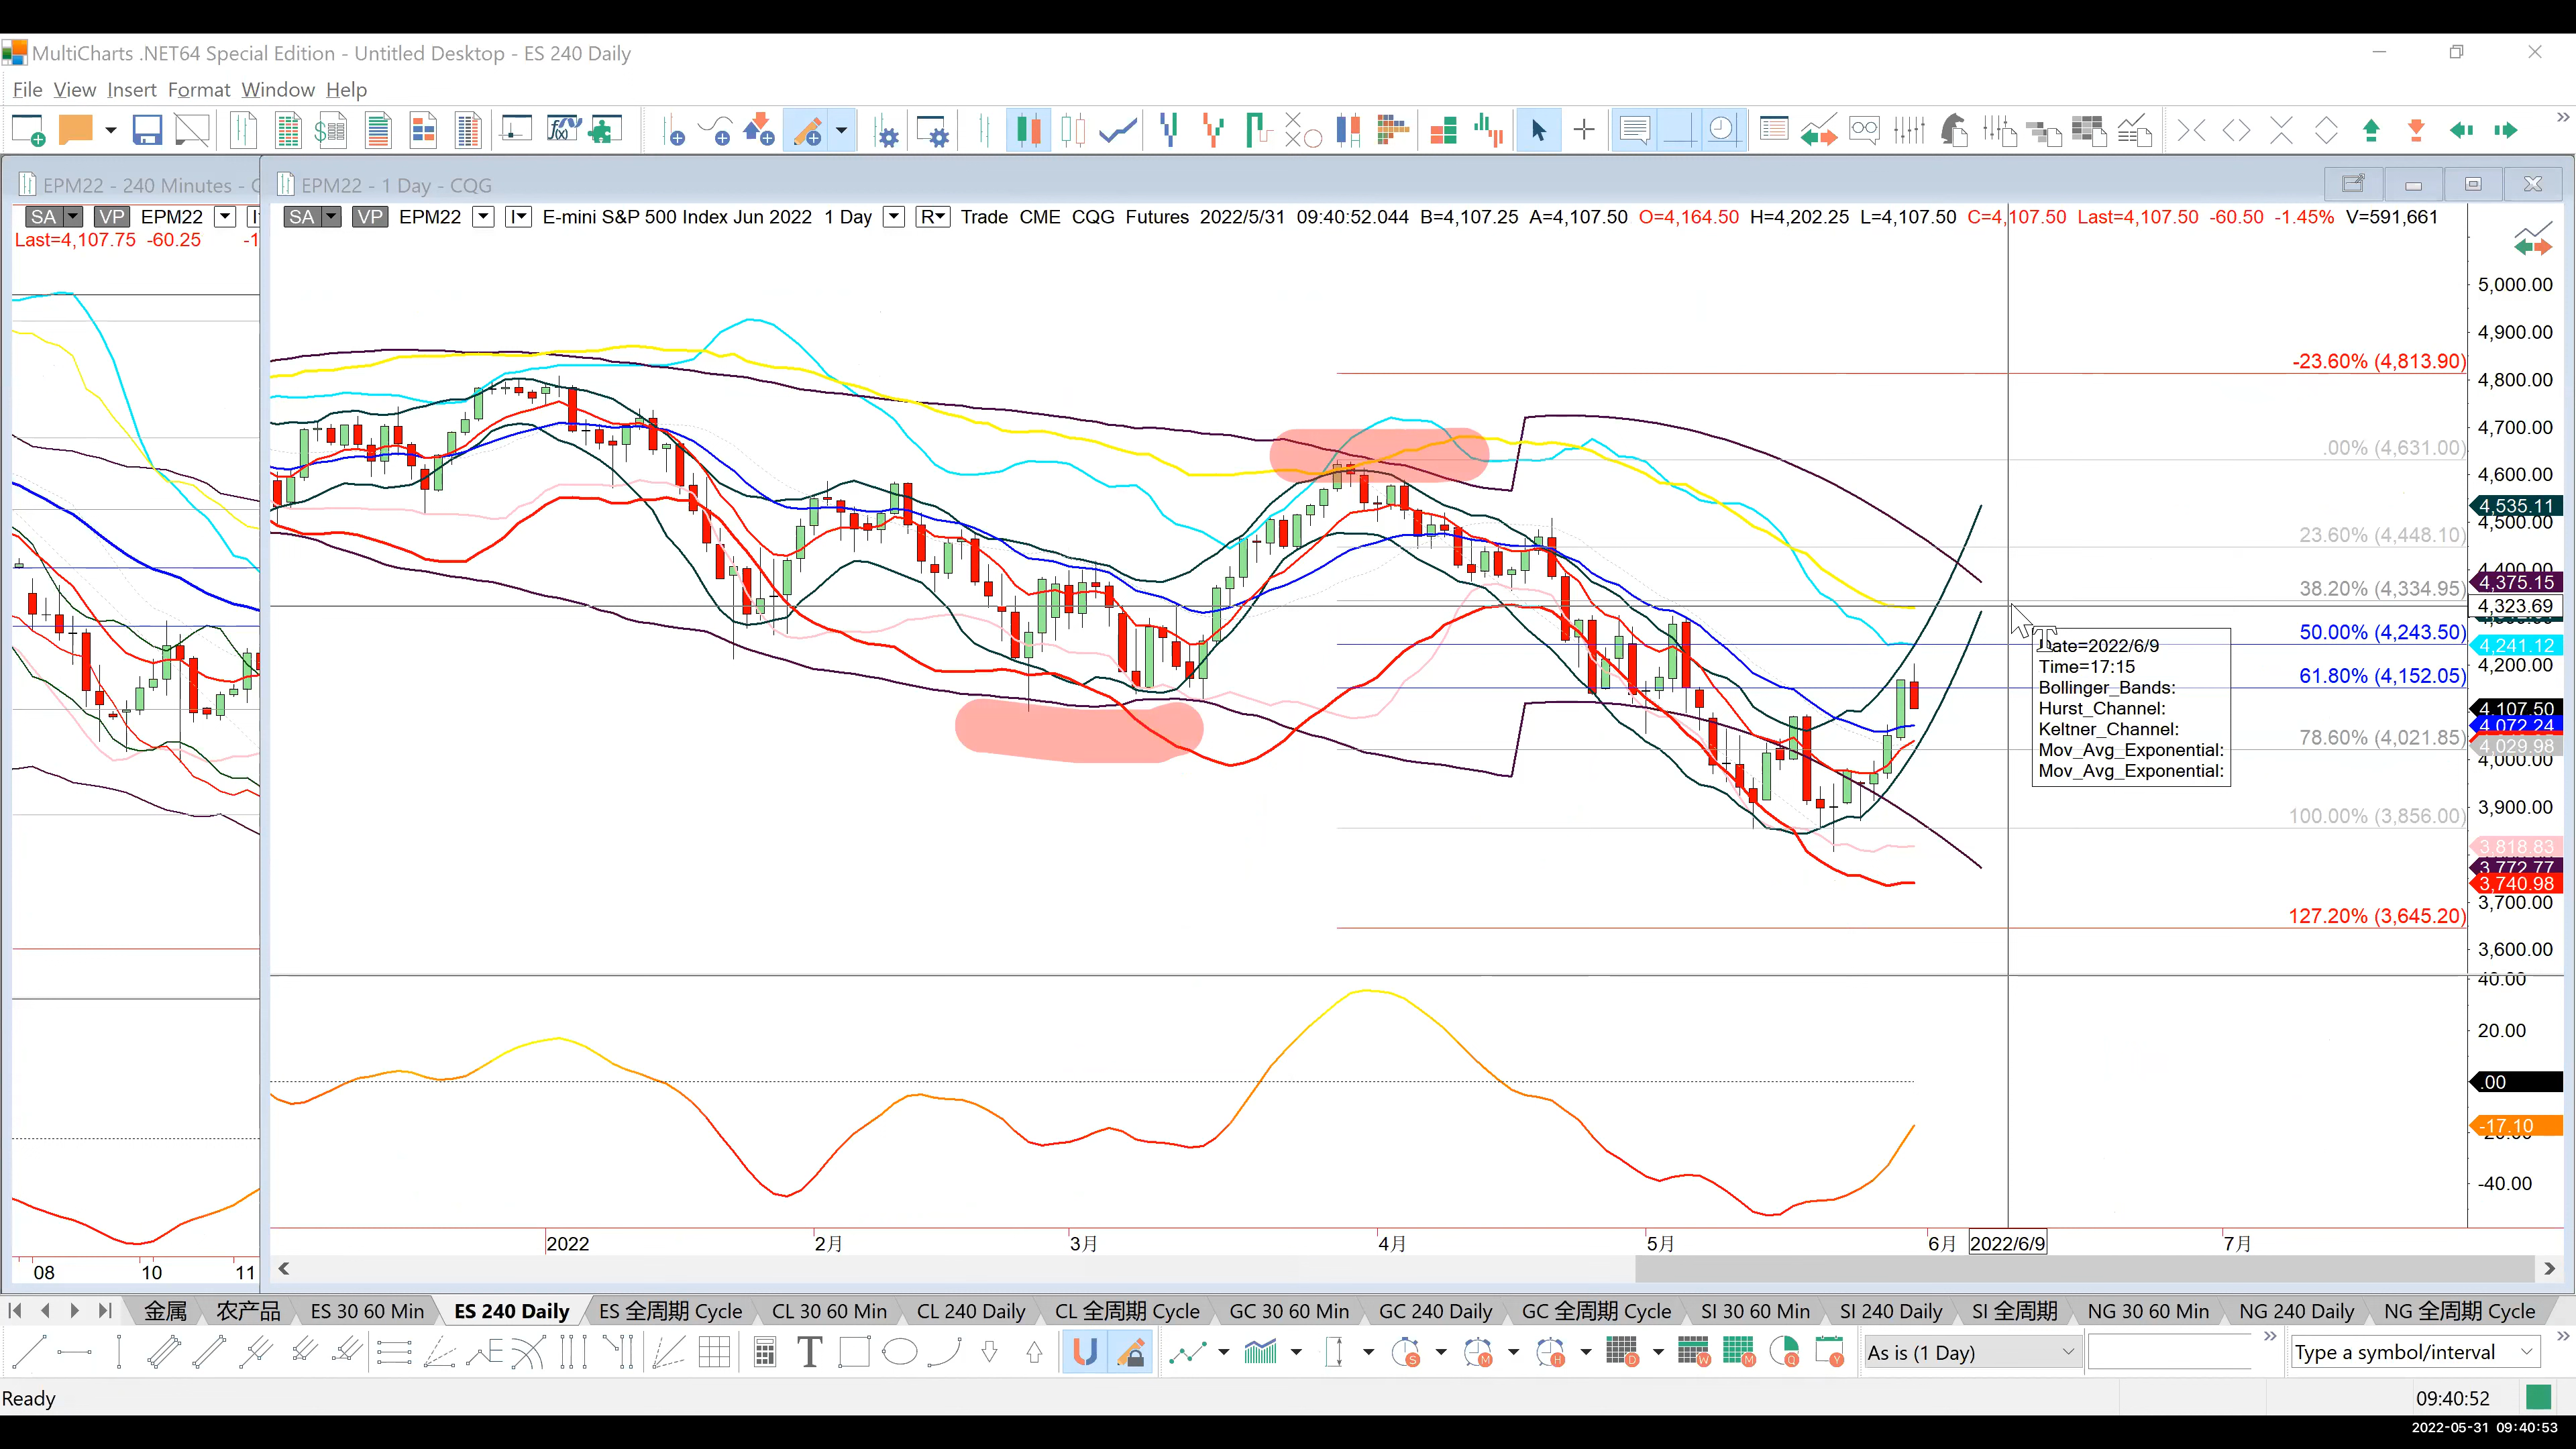 MultiCharts .NET64 Special Edition - Untitled Desktop - ES 240 Daily
File View Insert Format Window Help
EPM22 - 240 Minutes - C
SA VP EPM22
Last=4,107.75 -60.25 -1
EPM22 - 1 Day - CQG
SA VP EPM22 E-mini S&P 500 Index Jun 2022 1 Day R Trade CME CQG Futures 2022/5/31 09:40:52.044 B=4,107.25 A=4,107.50 O=4,164.50 H=4,202.25 L=4,107.50 C=4,107.50 Last=4,107.50 -60.50 -1.45% V=591,661
5,000.00
4,900.00
-23.60% (4,813.90)
4,800.00
4,700.00
.00% (4,631.00)
4,600.00
4,535.11
4,500.00
23.60% (4,448.10)
4,400.00
4,375.15
38.20% (4,334.95)
4,323.69
50.00% (4,243.50)
4,241.12
4,200.00
61.80% (4,152.05)
4,107.50
4,072.24
78.60% (4,021.85)
4,029.98
4,000.00
3,900.00
100.00% (3,856.00)
3,818.83
3,772.77
3,740.98
3,700.00
127.20% (3,645.20)
3,600.00
Date=2022/6/9
Time=17:15
Bollinger_Bands:
Hurst_Channel:
Keltner_Channel:
Mov_Avg_Exponential:
Mov_Avg_Exponential:
40.00
20.00
.00
-17.10
-20.00
-40.00
2022 2月 3月 4月 5月 6月 2022/6/9 7月
08 10 11
金属 农产品 ES 30 60 Min ES 240 Daily ES 全周期 Cycle CL 30 60 Min CL 240 Daily CL 全周期 Cycle GC 30 60 Min GC 240 Daily GC 全周期 Cycle SI 30 60 Min SI 240 Daily SI 全周期 NG 30 60 Min NG 240 Daily NG 全周期 Cycle
As is (1 Day)
Type a symbol/interval
Ready
09:40:52
2022-05-31 09:40:53